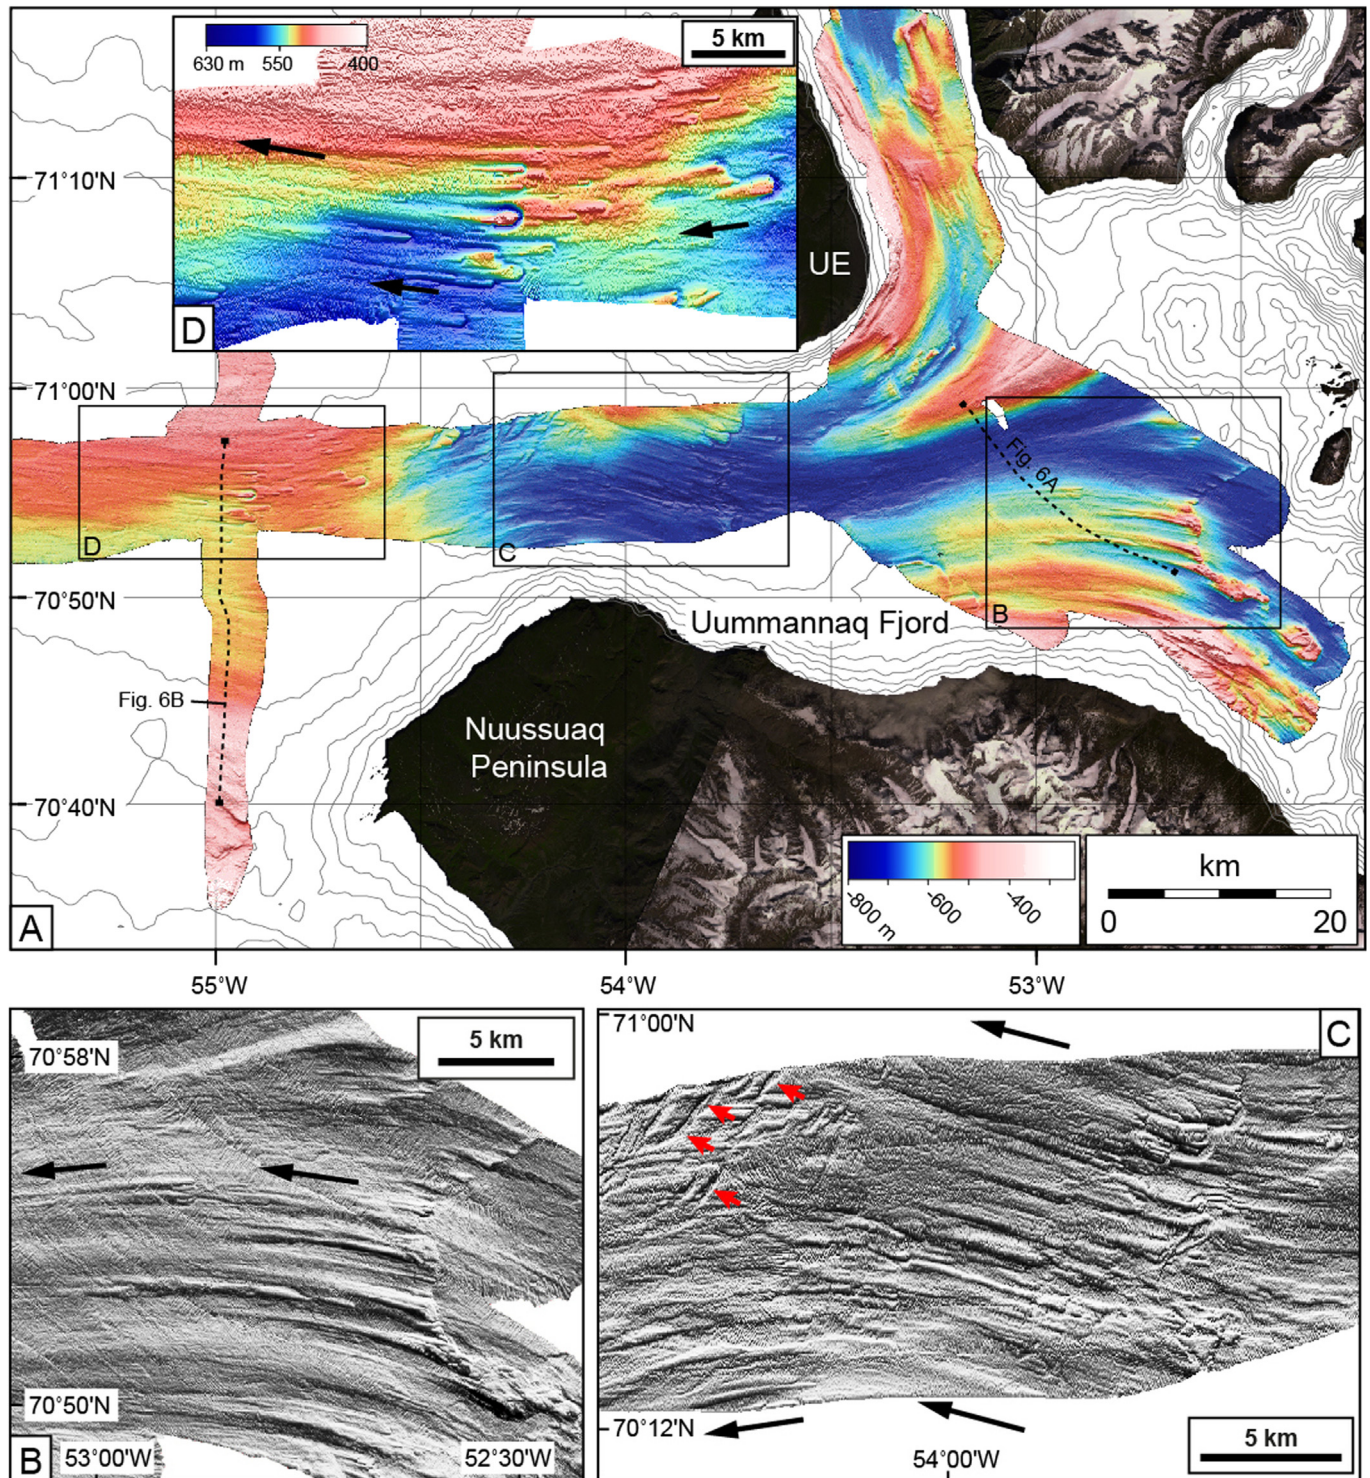 630 m 550 400
5 km
71°10'N
UE
D
71°00'N
Fig. 6A
D
C
B
70°50'N
Uummannaq Fjord
Fig. 6B
Nuussuaq
Peninsula
70°40'N
-800 m
-600
-400
km
0 20
A
55°W 54°W 53°W
5 km
70°58'N
70°50'N
B
53°00'W 52°30'W
71°00'N
C
70°12'N
5 km
54°00'W